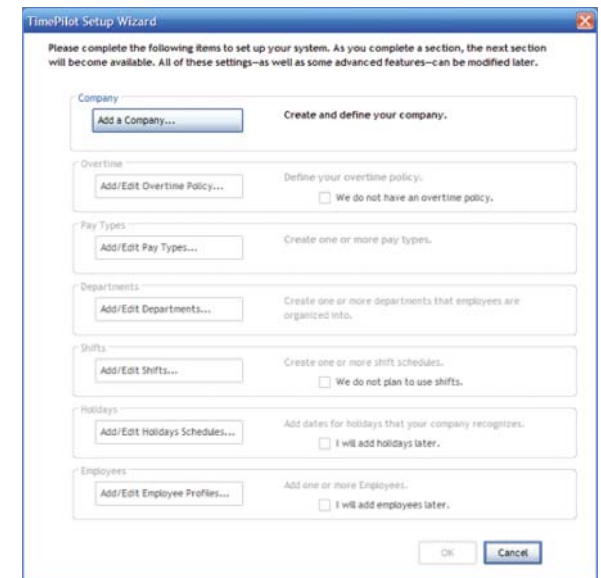 TimePilot Setup Wizard
Please complete the following items to set up your system. As you complete a section, the next section
will become available. All of these settings—as well as some advanced features—can be modified later.
Company
Add a Company...
Create and define your company.
Overtime
Add/Edit Overtime Policy...
Define your overtime policy.
We do not have an overtime policy.
Pay Types
Add/Edit Pay Types...
Create one or more pay types.
Departments
Add/Edit Departments...
Create one or more departments that employees are
organized into.
Shifts
Add/Edit Shifts...
Create one or more shift schedules.
We do not plan to use shifts.
Holidays
Add/Edit Holidays Schedules...
Add dates for holidays that your company recognizes.
I will add holidays later.
Employees
Add/Edit Employee Profiles...
Add one or more Employees.
I will add employees later.
OK
Cancel